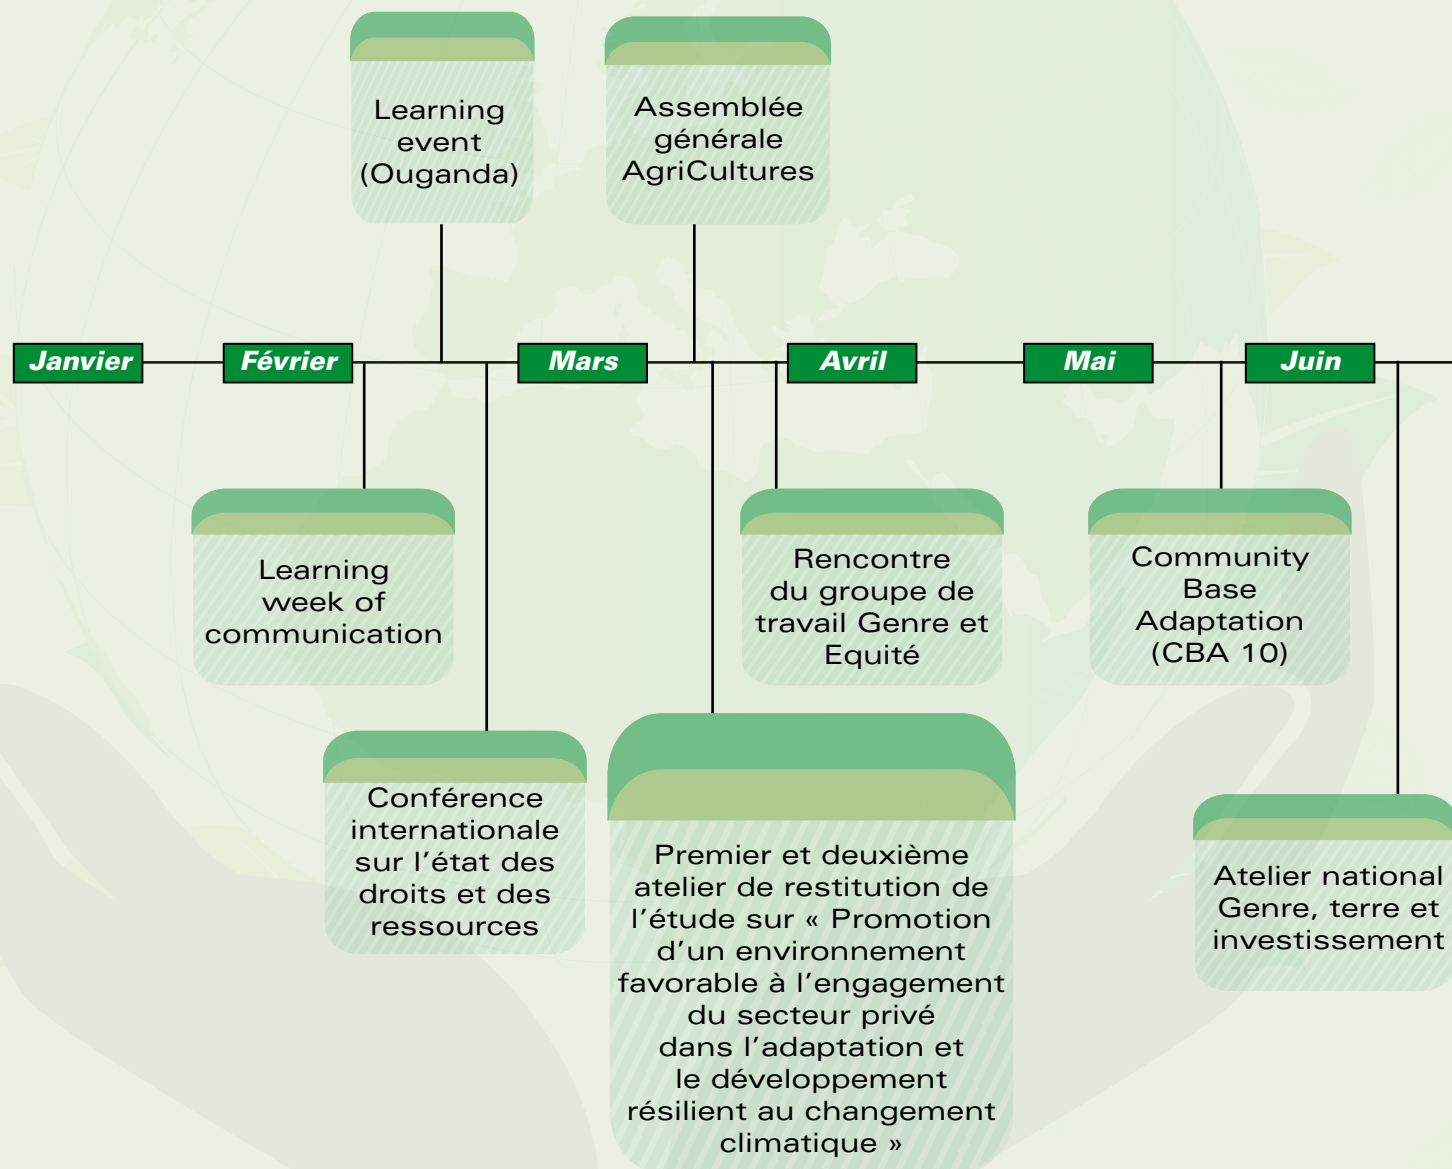 Learning
event
(Ouganda)
Assemblée
générale
AgriCultures
Janvier
Février
Mars
Avril
Mai
Juin
Learning
week of
communication
Rencontre
du groupe de
travail Genre et
Equité
Community
Base
Adaptation
(CBA 10)
Conférence
internationale
sur l'état des
droits et des
ressources
Premier et deuxième
atelier de restitution de
l'étude sur « Promotion
d'un environnement
favorable à l'engagement
du secteur privé
dans l'adaptation et
le développement
résilient au changement
climatique »
Atelier national
Genre, terre et
investissement